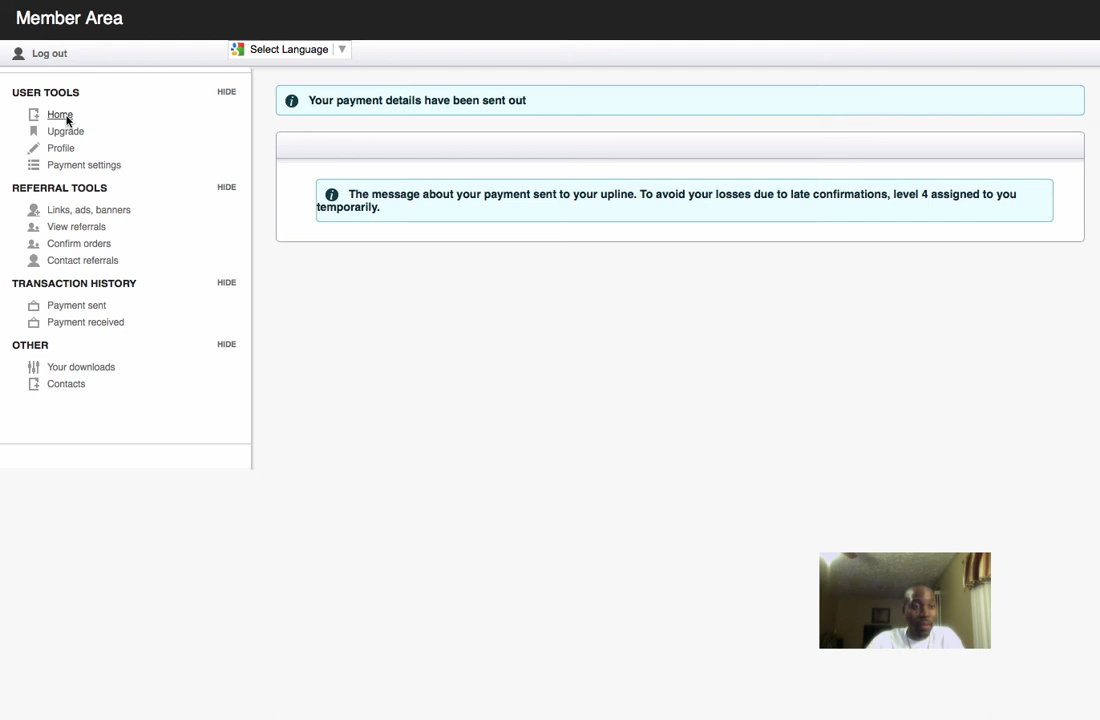 Member Area
Log out
Select Language ▼
USER TOOLS HIDE
Home
Upgrade
Profile
Payment settings
REFERRAL TOOLS HIDE
Links, ads, banners
View referrals
Confirm orders
Contact referrals
TRANSACTION HISTORY HIDE
Payment sent
Payment received
OTHER HIDE
Your downloads
Contacts
Your payment details have been sent out
The message about your payment sent to your upline. To avoid your losses due to late confirmations, level 4 assigned to you
temporarily.